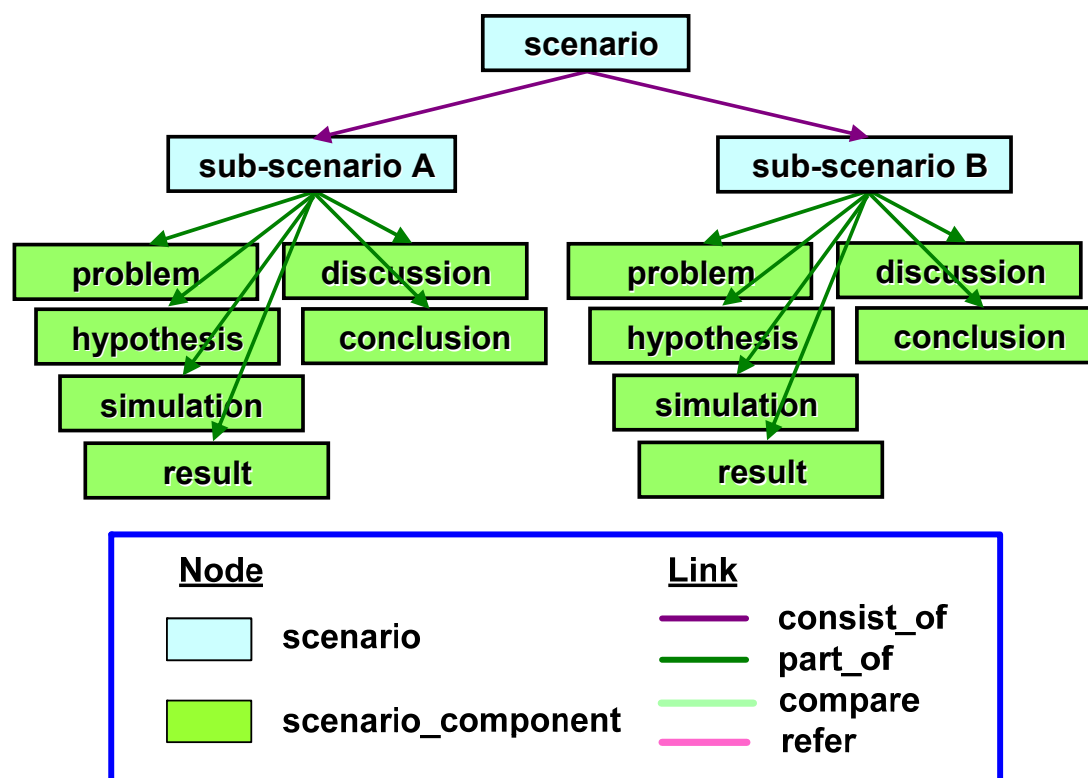 scenario
sub-scenario A
sub-scenario B
problem
discussion
hypothesis
conclusion
simulation
result
problem
discussion
hypothesis
conclusion
simulation
result
Node
scenario
scenario_component
Link
consist_of
part_of
compare
refer